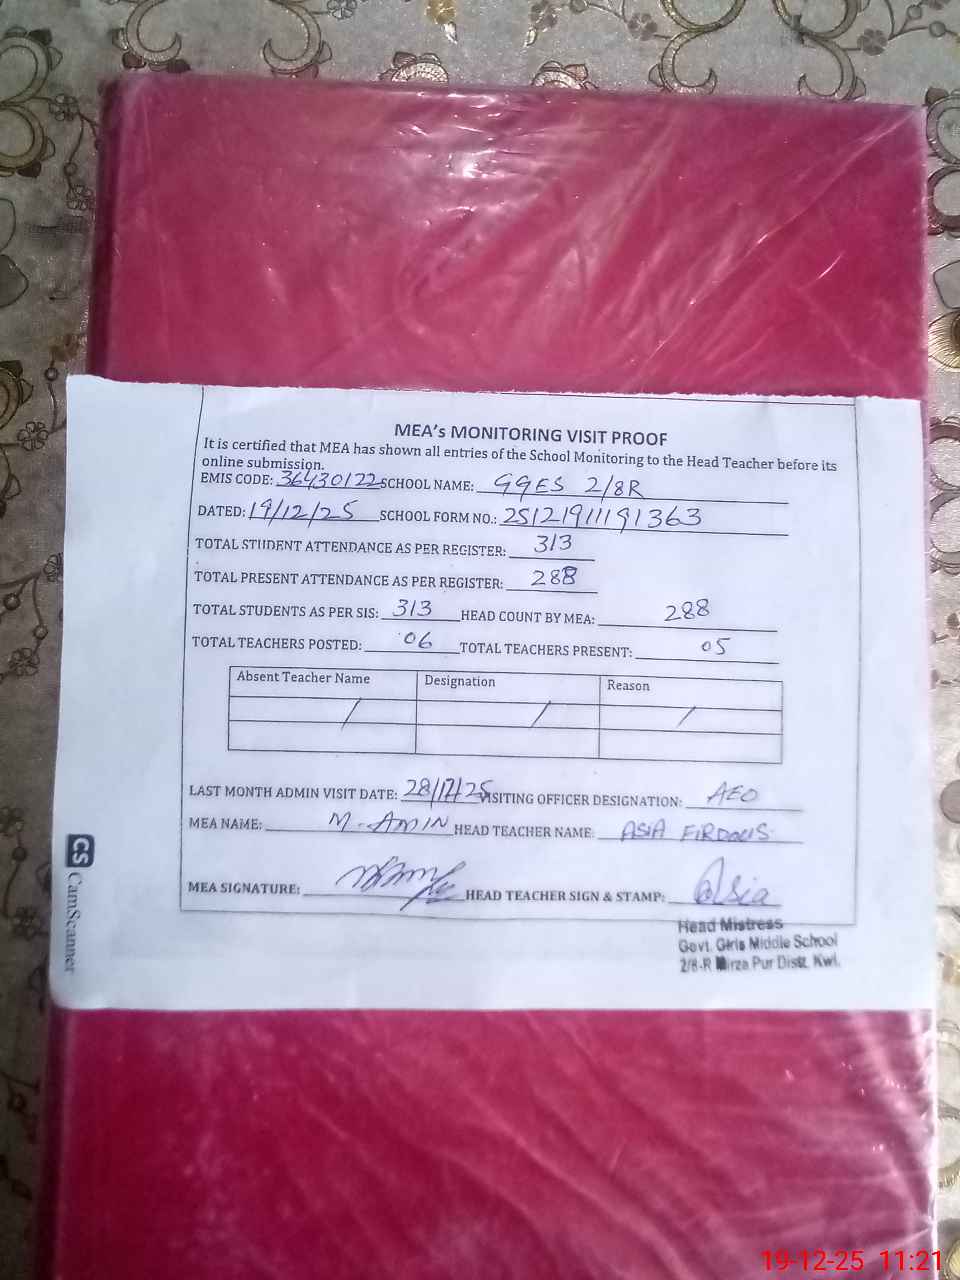 MEA's MONITORING VISIT PROOF
It is certified that MEA has shown all entries of the School Monitoring to the Head Teacher before its
online submission.
EMIS CODE: 36430122 SCHOOL NAME: GGES 2/8R
DATED: 19/12/25 SCHOOL FORM NO.: 2512191119 1363
TOTAL STUDENT ATTENDANCE AS PER REGISTER: 313
TOTAL PRESENT ATTENDANCE AS PER REGISTER: 288
TOTAL STUDENTS AS PER SIS: 313 HEAD COUNT BY MEA: 288
TOTAL TEACHERS POSTED: 06 TOTAL TEACHERS PRESENT: 05
Absent Teacher Name Designation Reason
/ / /
LAST MONTH ADMIN VISIT DATE: VISITING OFFICER DESIGNATION: AEO
MEA NAME: M. AMIN HEAD TEACHER NAME: ASIA FIRDOUS
MEA SIGNATURE: HEAD TEACHER SIGN & STAMP: Asia
Head Mistress
Govt. Girls Middle School
2/8-R Mirza Pur Distt. Kwl.
CS CamScanner
19-12-25 11:21